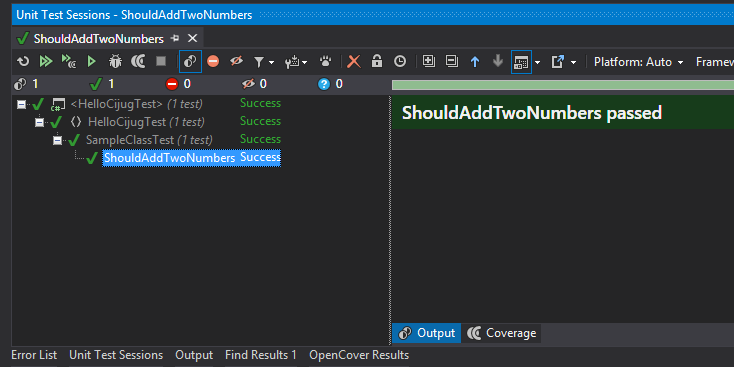 Unit Test Sessions - ShouldAddTwoNumbers
ShouldAddTwoNumbers
Platform: Auto Framew
1 1 0 0 0
<HelloCijugTest> (1 test) Success
HelloCijugTest (1 test) Success
SampleClassTest (1 test) Success
ShouldAddTwoNumbers Success
ShouldAddTwoNumbers passed
Output Coverage
Error List Unit Test Sessions Output Find Results 1 OpenCover Results